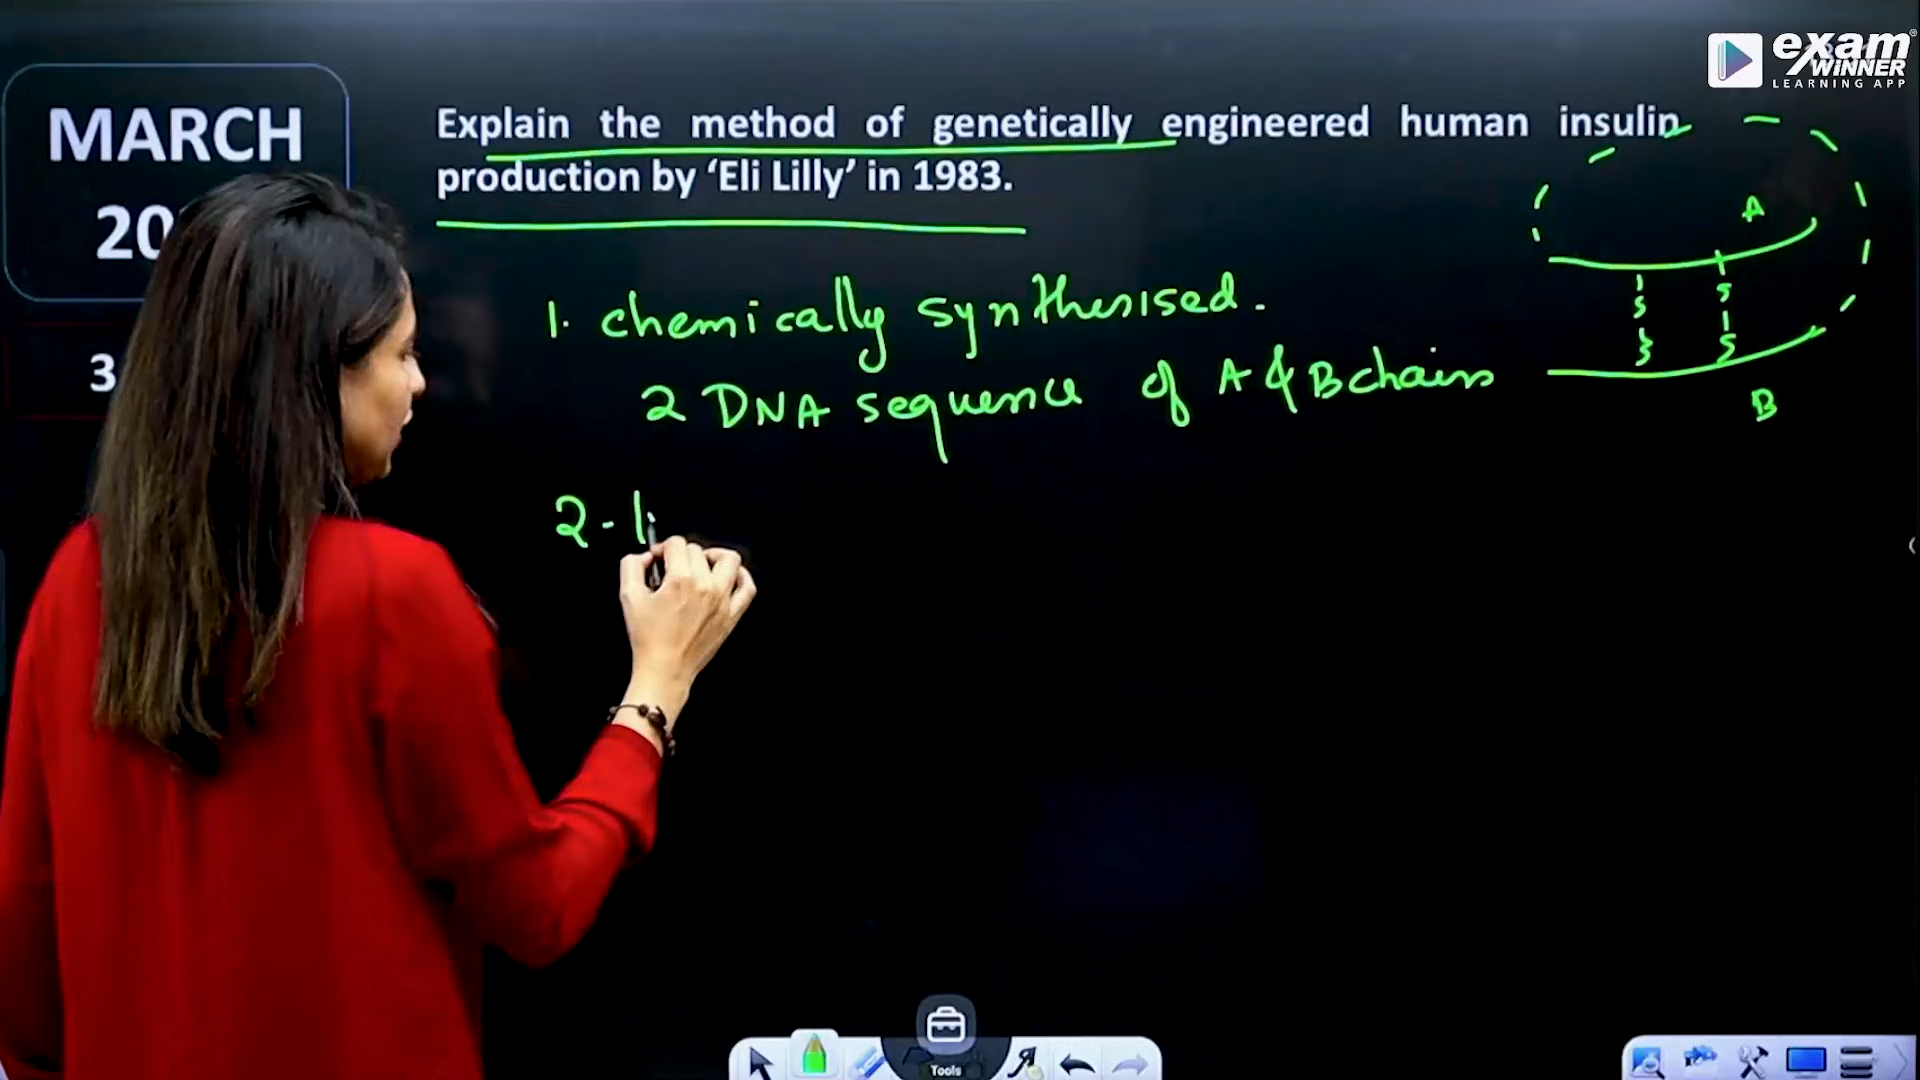 exam
WINNER
LEARNING APP
MARCH
20
3
Explain the method of genetically engineered human insulin
production by ‘Eli Lilly’ in 1983.
1. chemically synthesised.
2 DNA sequence of A & B chains
A
S S
S S
B
2 - li
Tools